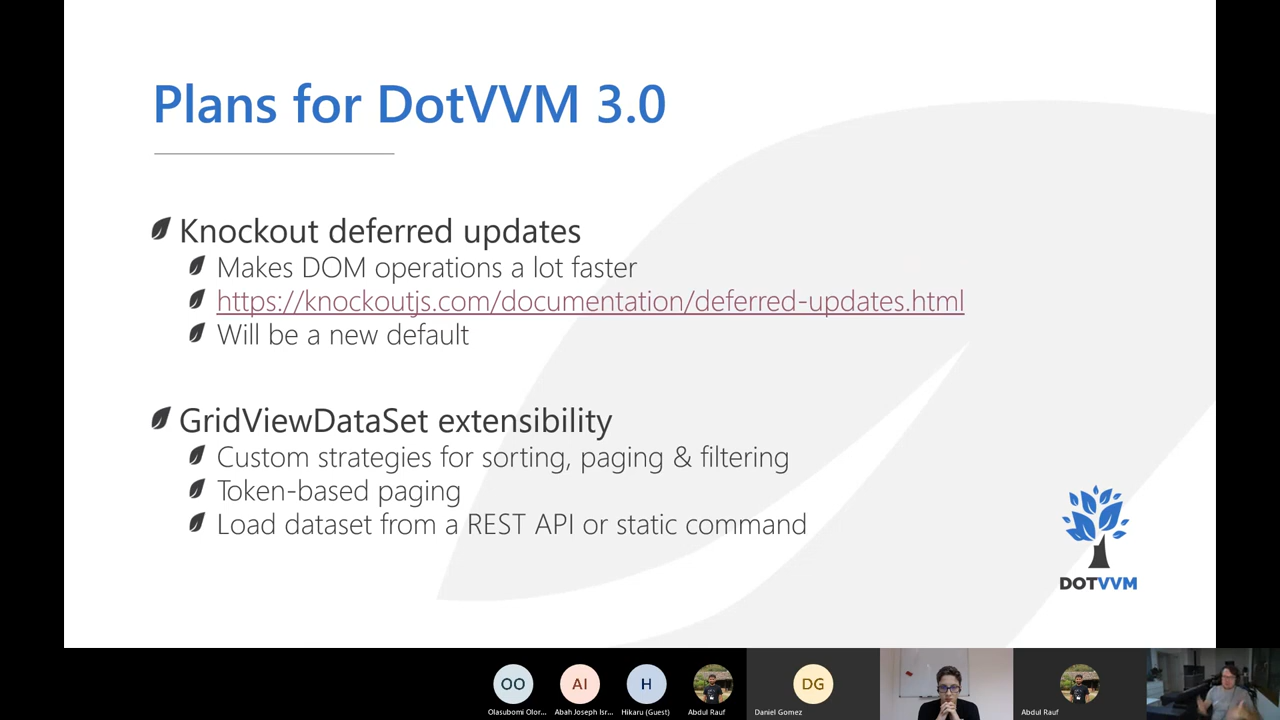 Plans for DotVVM 3.0
Knockout deferred updates
Makes DOM operations a lot faster
https://knockoutjs.com/documentation/deferred-updates.html
Will be a new default
GridViewDataSet extensibility
Custom strategies for sorting, paging & filtering
Token-based paging
Load dataset from a REST API or static command
DOTVVM
OO
AI
H
DG
Olasubomi Olor...
Abah Joseph Isr...
Hikaru (Guest)
Abdul Rauf
Daniel Gomez
Abdul Rauf